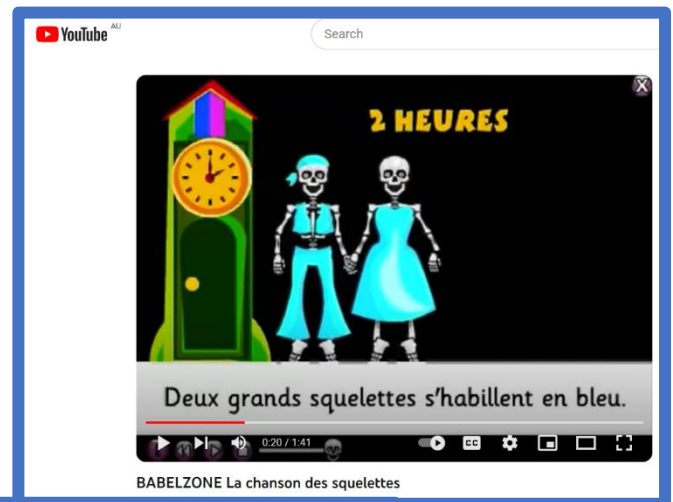 YouTube AU
Search
X
2 HEURES
Deux grands squelettes s'habillent en bleu.
0:20 / 1:41
CC
BABELZONE La chanson des squelettes